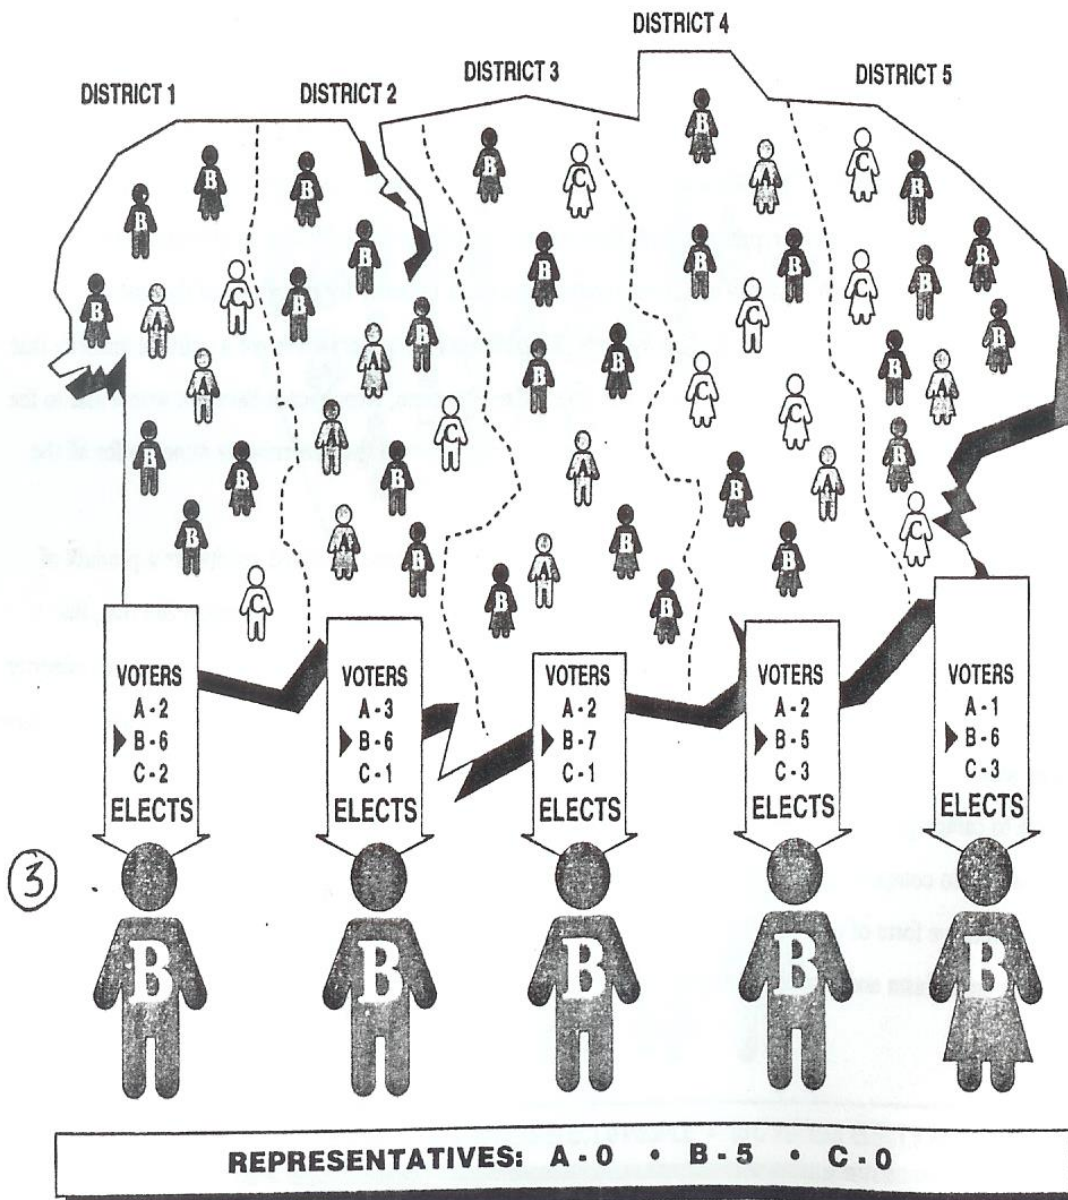 DISTRICT 1
B
B
B
A
C
A
B
B
B
C
DISTRICT 2
B
B
B
B
A
A
C
B
A
B
DISTRICT 3
B
C
B
B
B
A
B
A
B
B
DISTRICT 4
B
A
B
B
C
C
C
B
A
B
DISTRICT 5
C
B
B
C
B
B
B
A
B
C
VOTERS
A - 2
B - 6
C - 2
ELECTS
VOTERS
A - 3
B - 6
C - 1
ELECTS
VOTERS
A - 2
B - 7
C - 1
ELECTS
VOTERS
A - 2
B - 5
C - 3
ELECTS
VOTERS
A - 1
B - 6
C - 3
ELECTS
3
B
B
B
B
B
REPRESENTATIVES: A - 0 • B - 5 • C - 0